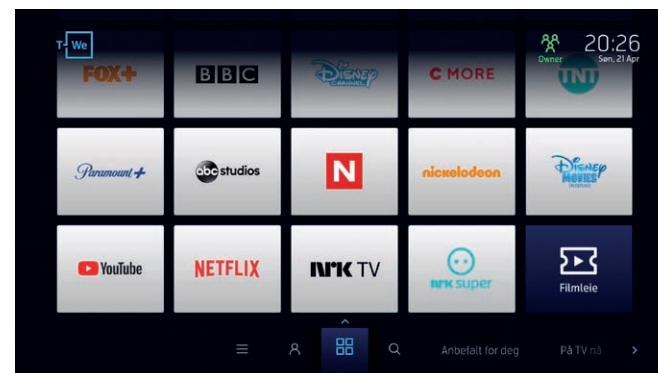 T- We
Owner
20:26
Søn, 21 Apr
FOX+
BBC
Disney
CHANNEL
C MORE
TNT
Paramount +
abc studios
N
nickelodeon
Disney
MOVIES
YouTube
NETFLIX
NRK TV
NRK super
Filmleie
Anbefalt for deg
På TV nå